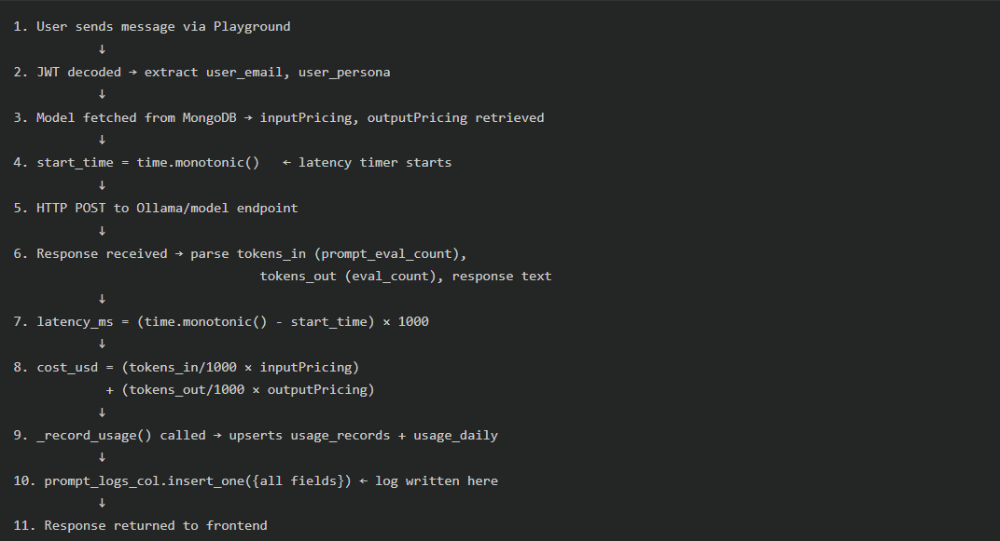 1. User sends message via Playground
↓
2. JWT decoded → extract user_email, user_persona
↓
3. Model fetched from MongoDB → inputPricing, outputPricing retrieved
↓
4. start_time = time.monotonic()   ← latency timer starts
↓
5. HTTP POST to Ollama/model endpoint
↓
6. Response received → parse tokens_in (prompt_eval_count),
tokens_out (eval_count), response text
↓
7. latency_ms = (time.monotonic() - start_time) × 1000
↓
8. cost_usd = (tokens_in/1000 × inputPricing)
+ (tokens_out/1000 × outputPricing)
↓
9. _record_usage() called → upserts usage_records + usage_daily
↓
10. prompt_logs_col.insert_one({all fields}) ← log written here
↓
11. Response returned to frontend